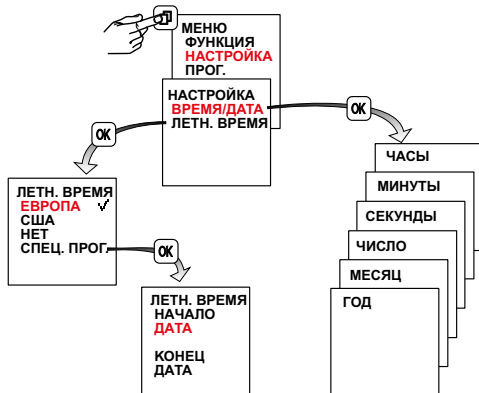 МЕНЮ
ФУНКЦИЯ
НАСТРОЙКА
ПРОГ.
НАСТРОЙКА
ВРЕМЯ/ДАТА
ЛЕТН. ВРЕМЯ
OK
OK
ЛЕТН. ВРЕМЯ
ЕВРОПА ✓
США
НЕТ
СПЕЦ. ПРОГ.
OK
ЛЕТН. ВРЕМЯ
НАЧАЛО
ДАТА
КОНЕЦ
ДАТА
ЧАСЫ
МИНУТЫ
СЕКУНДЫ
ЧИСЛО
МЕСЯЦ
ГОД